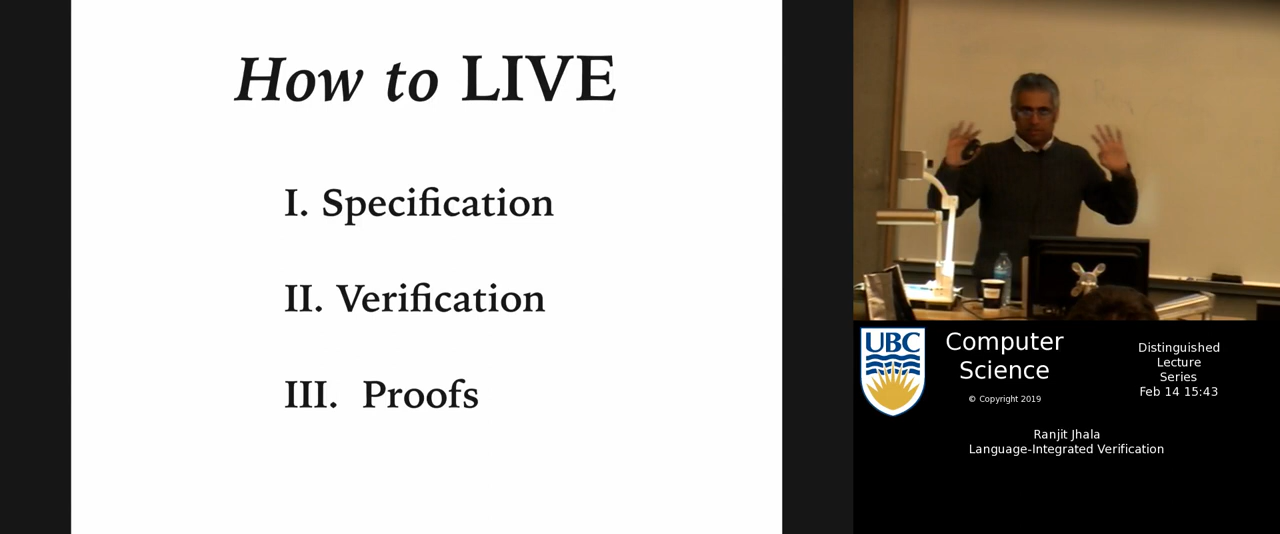 How to LIVE
I. Specification
II. Verification
III. Proofs
UBC
Computer
Science
© Copyright 2019
Distinguished
Lecture
Series
Feb 14 15:43
Ranjit Jhala
Language-Integrated Verification